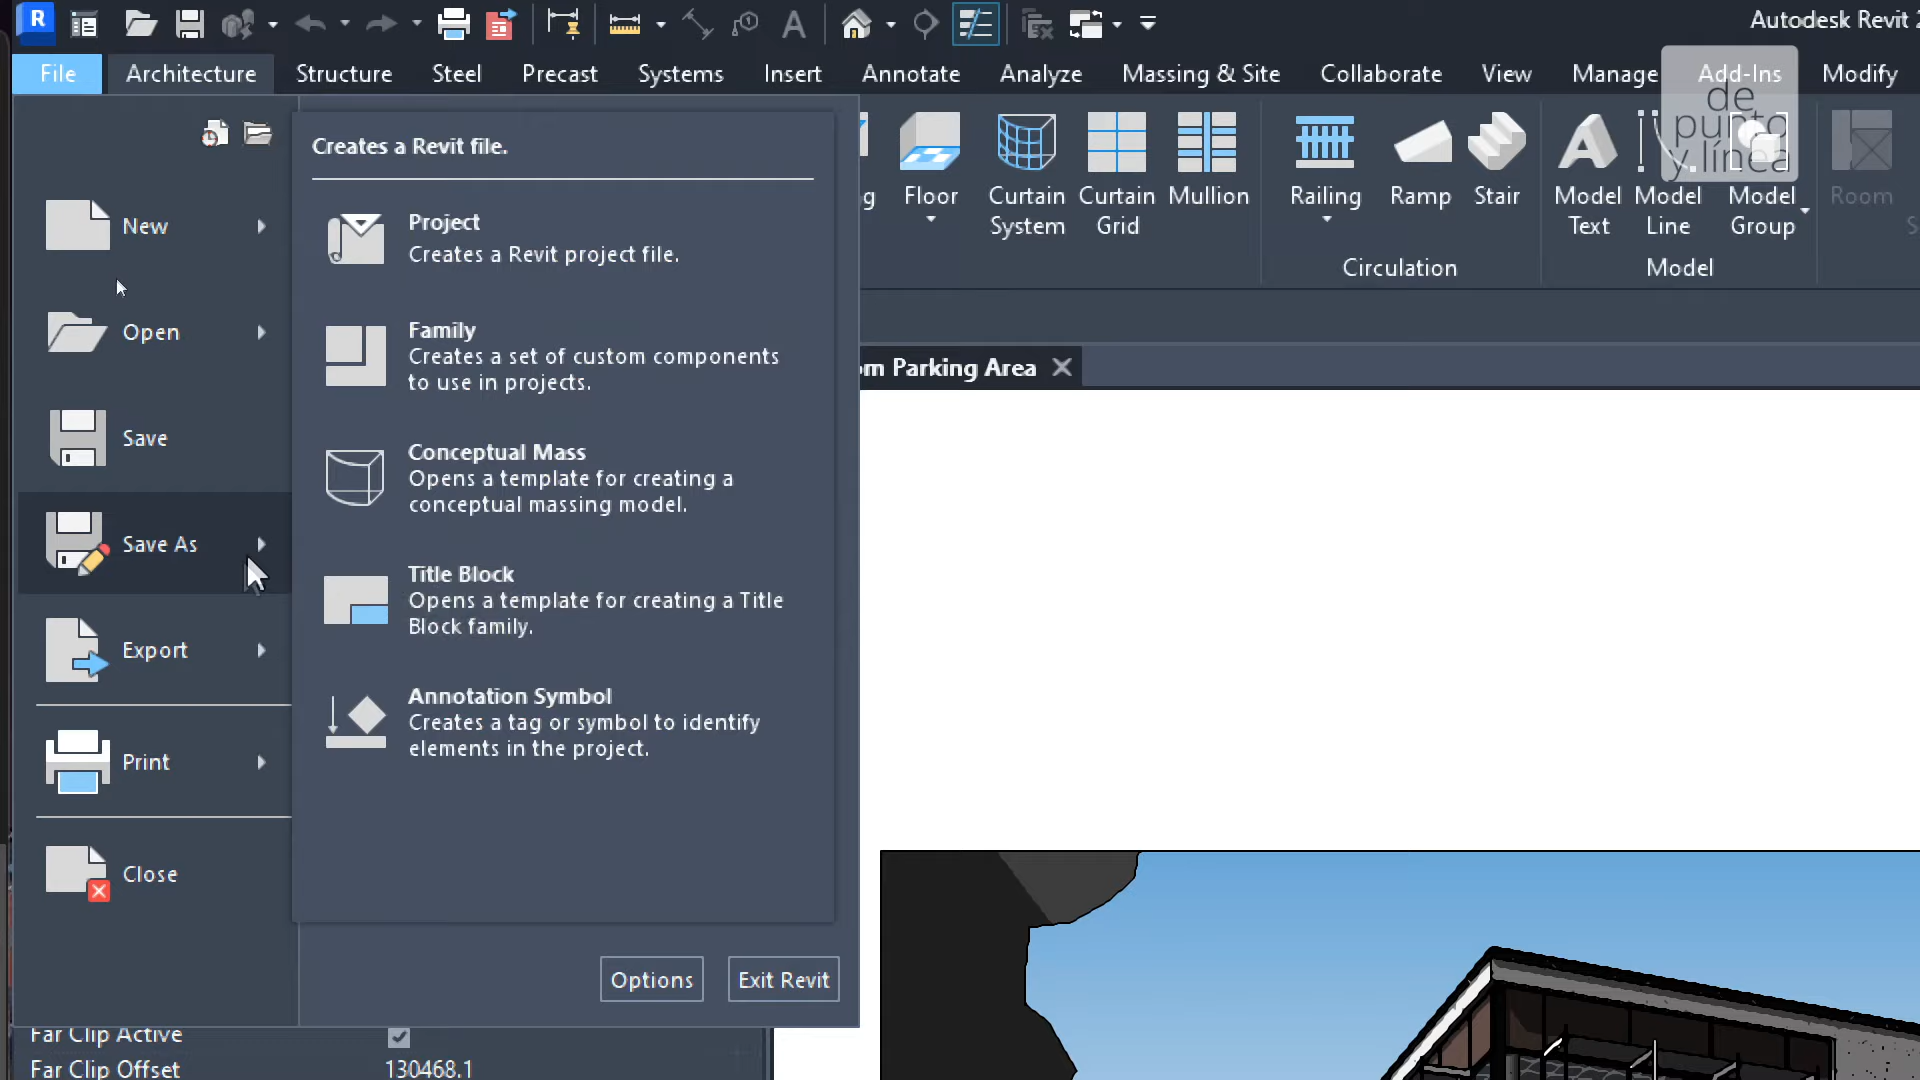 Autodesk Revit
File Architecture Structure Steel Precast Systems Insert Annotate Analyze Massing & Site Collaborate View Manage Add-Ins Modify
de
punto
y línea
Creates a Revit file.
New
Open
Save
Save As
Export
Print
Close
Project
Creates a Revit project file.
Family
Creates a set of custom components
to use in projects.
Conceptual Mass
Opens a template for creating a
conceptual massing model.
Title Block
Opens a template for creating a Title
Block family.
Annotation Symbol
Creates a tag or symbol to identify
elements in the project.
Options Exit Revit
Floor
Curtain
System
Curtain
Grid
Mullion
Railing
Ramp
Stair
Circulation
Model
Text
Model
Line
Model
Group
Model
Room
om Parking Area
Far Clip Active
Far Clip Offset 130468.1